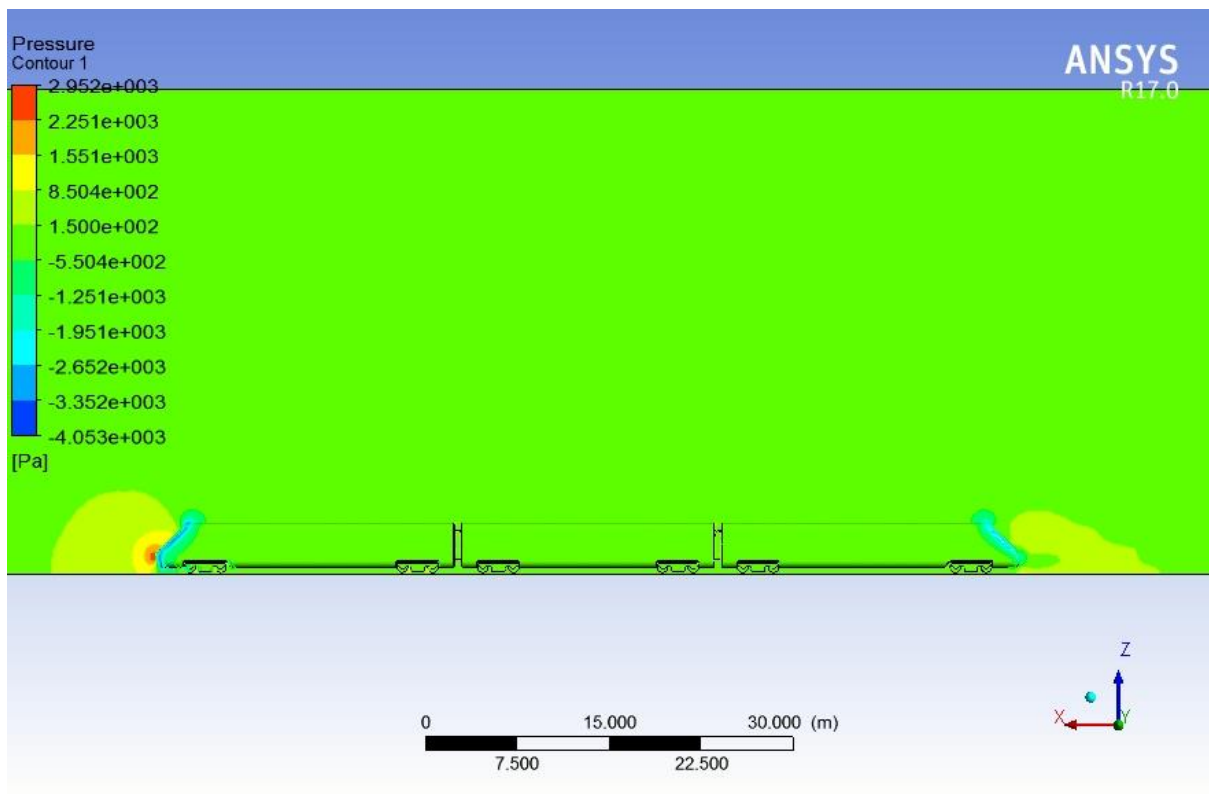 Pressure
Contour 1
2.952e+003
2.251e+003
1.551e+003
8.504e+002
1.500e+002
-5.504e+002
-1.251e+003
-1.951e+003
-2.652e+003
-3.352e+003
-4.053e+003
[Pa]
ANSYS
R17.0
0 15.000 30.000 (m)
7.500 22.500
Z
X Y